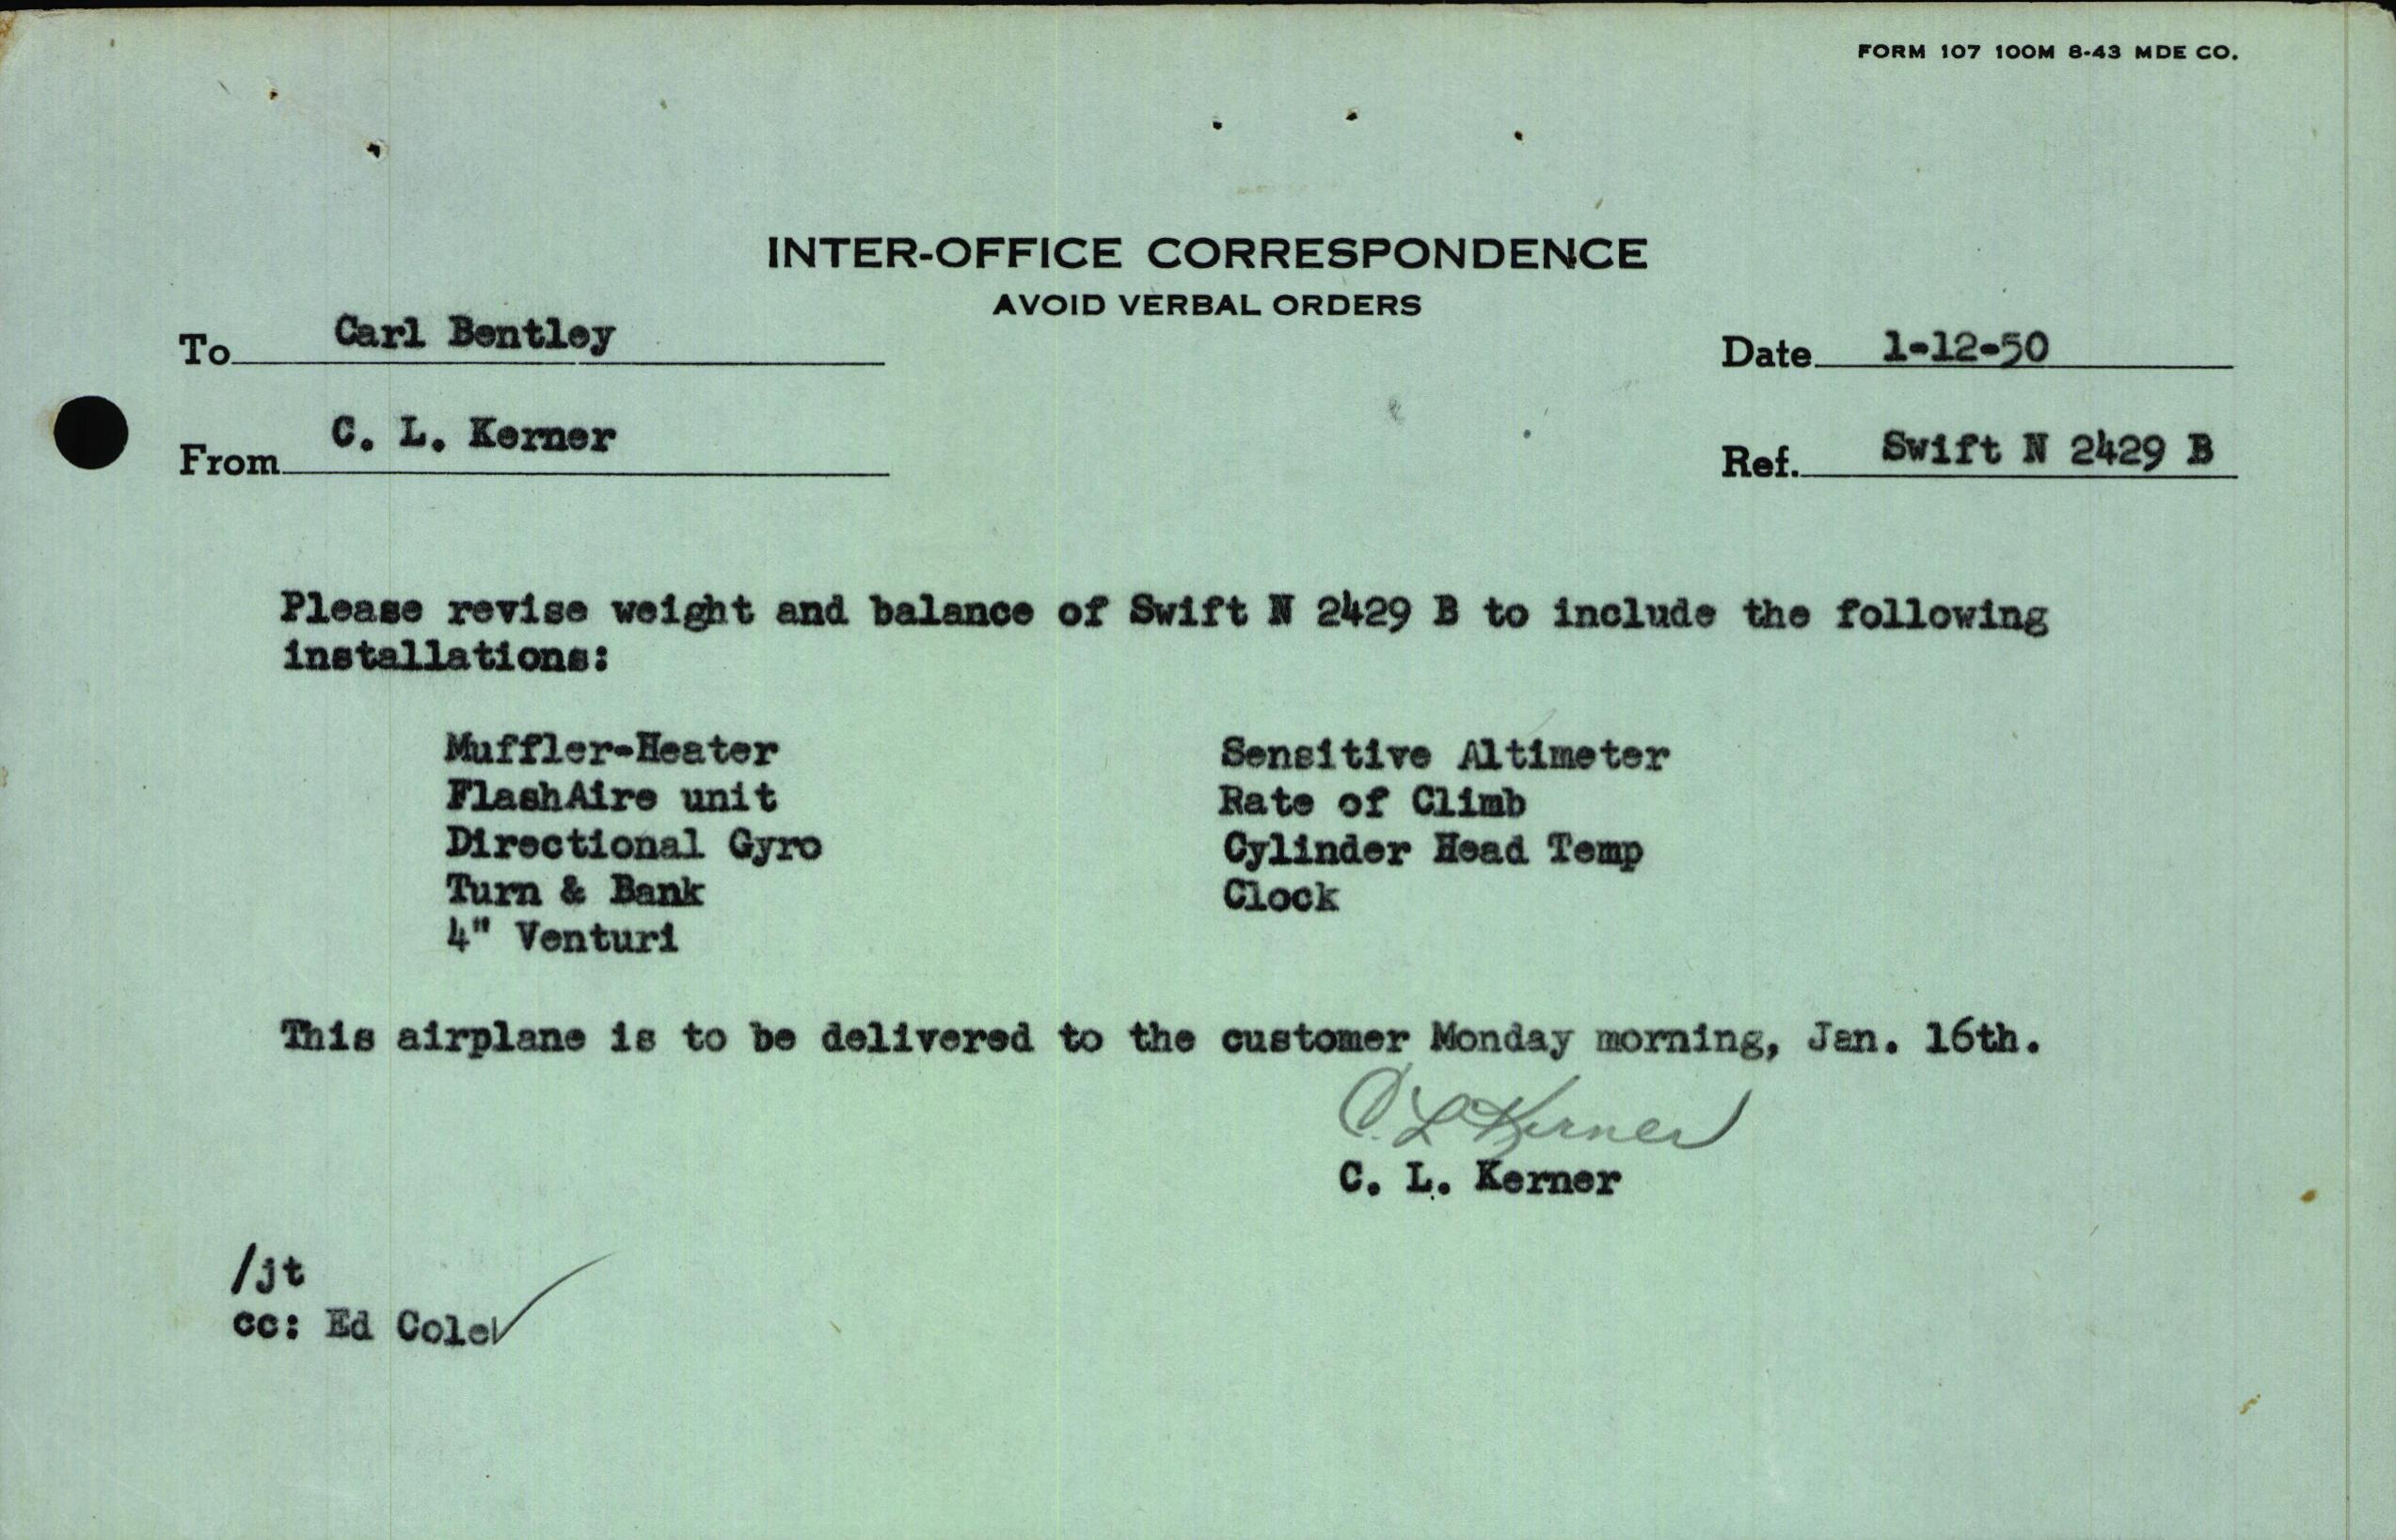 FORM 107 100M 8-43 MDE CO.
INTER-OFFICE CORRESPONDENCE
AVOID VERBAL ORDERS
To Carl Bentley
Date 1-12-50
From C. L. Kerner
Ref. Swift N 2429 B
Please revise weight and balance of Swift N 2429 B to include the following
installations:
Muffler-Heater Sensitive Altimeter
FlashAire unit Rate of Climb
Directional Gyro Cylinder Head Temp
Turn & Bank Clock
4" Venturi
This airplane is to be delivered to the customer Monday morning, Jan. 16th.
C. L. Kerner
C. L. Kerner
/jt
cc: Ed Cole